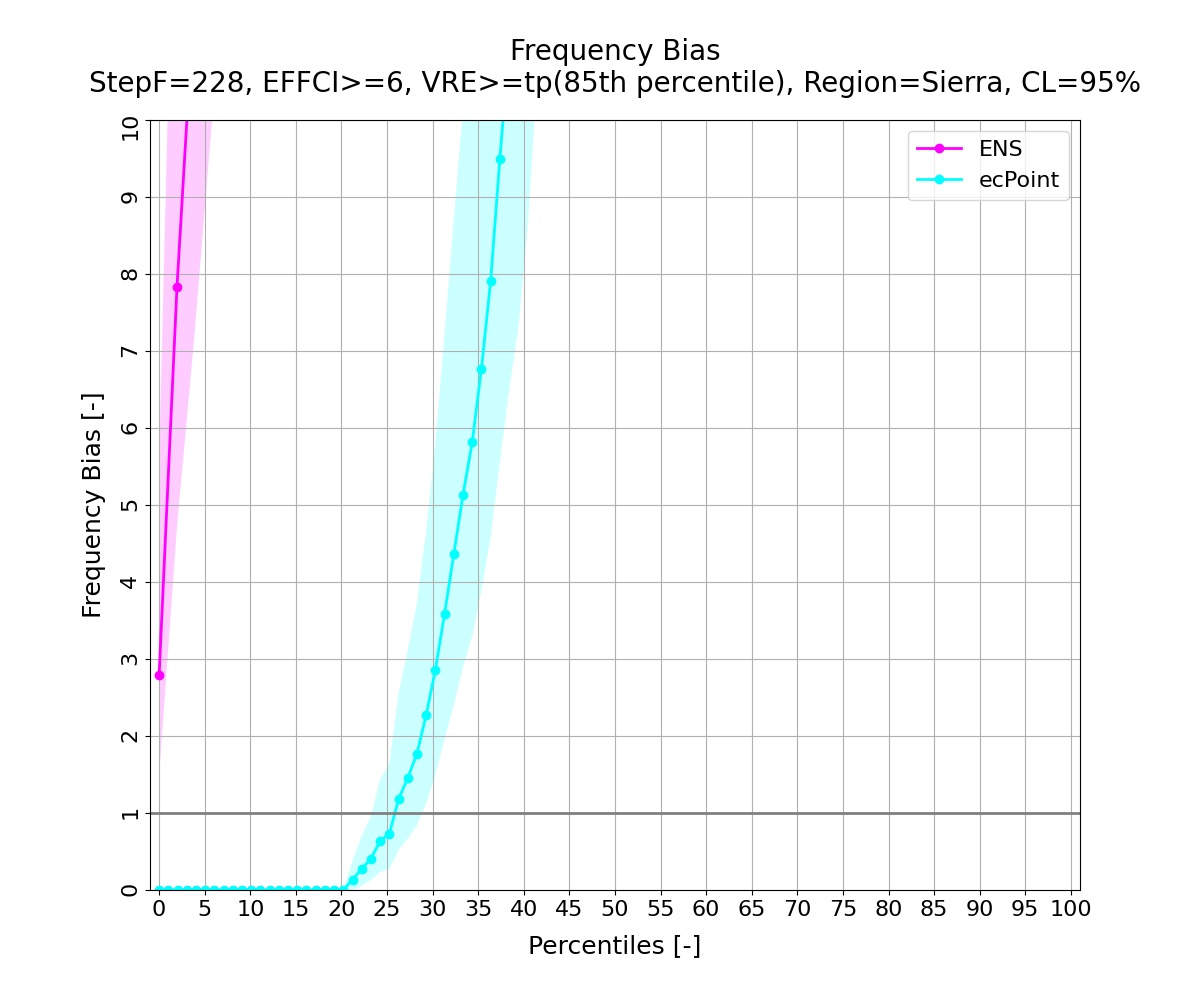 Frequency Bias
StepF=228, EFFCI>=6, VRE>=tp(85th percentile), Region=Sierra, CL=95%
10
9
8
7
6
5
4
3
2
1
0
Frequency Bias [-]
ENS
ecPoint
0 5 10 15 20 25 30 35 40 45 50 55 60 65 70 75 80 85 90 95 100
Percentiles [-]